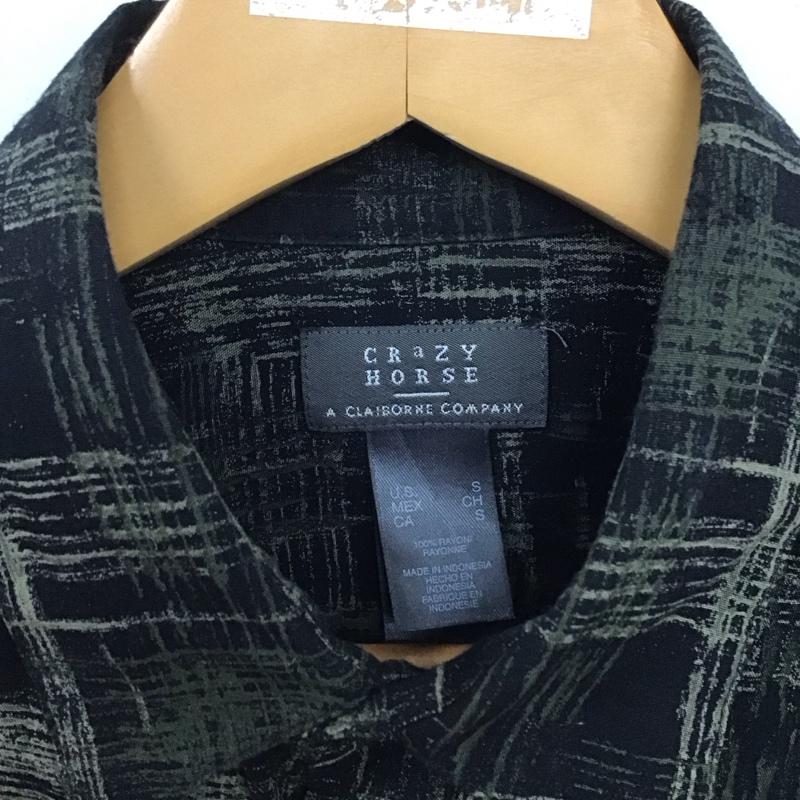 CRaZY
HORSE
A CLAIBORNE COMPANY
U.S. S
MEX CH
CA S
100% RAYON/
RAYONNE
MADE IN INDONESIA
HECHO EN
INDONESIA
FABRIQUE EN
INDONESIE